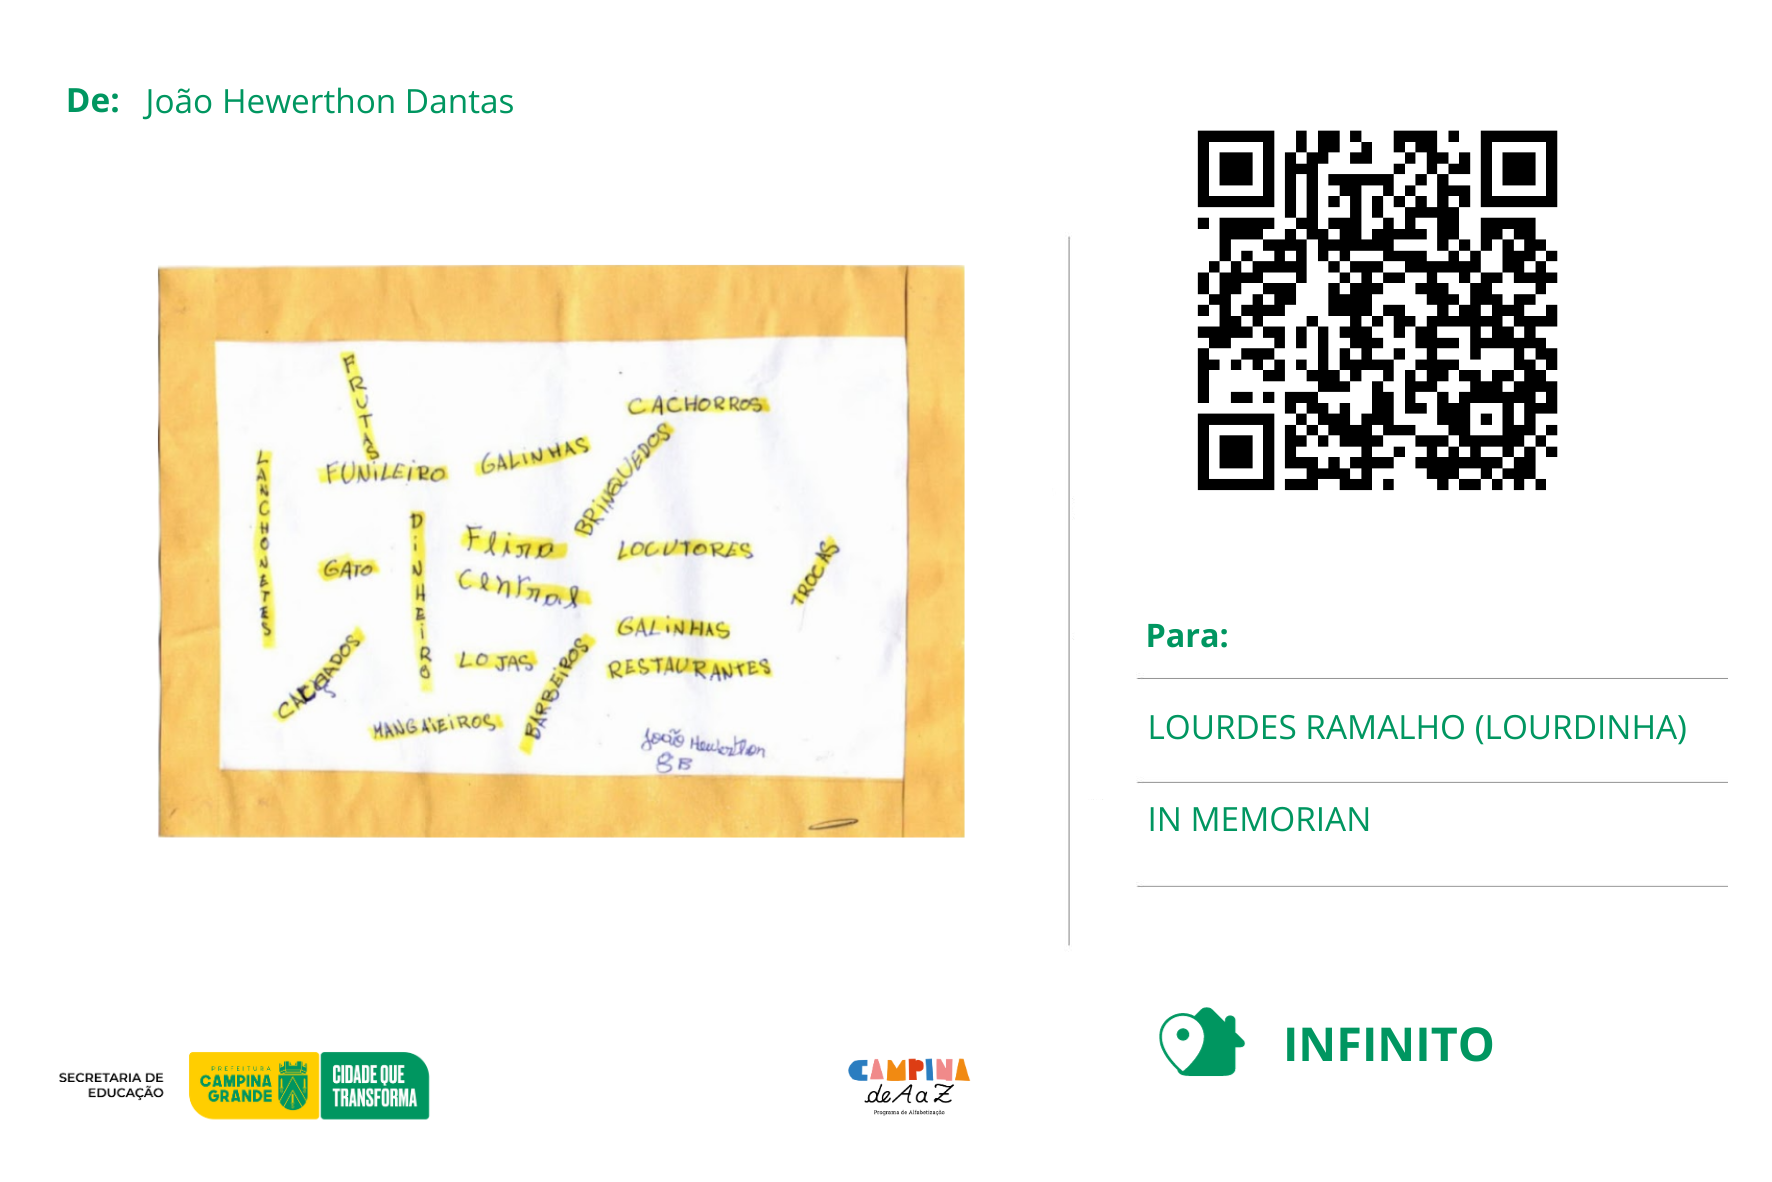 De: João Hewerthon Dantas
FRUTAS
CACHORROS
LANCHONETES
FUNiLEiRO
GALiNHAS
BRiNQUEDOS
GATO
DiNHEiRO
Feira
Central
LOCUTORES
TROCAS
CALÇADOS
LOJAS
GALiNHAS
RESTAURANTES
BARBEiROS
MANGAiEiROS
João Hewerthon
8B
Para:
LOURDES RAMALHO (LOURDINHA)
IN MEMORIAN
INFINITO
SECRETARIA DE
EDUCAÇÃO
PREFEITURA
CAMPINA
GRANDE
CIDADE QUE
TRANSFORMA
CAMPINA
de A a Z
Programa de Alfabetização